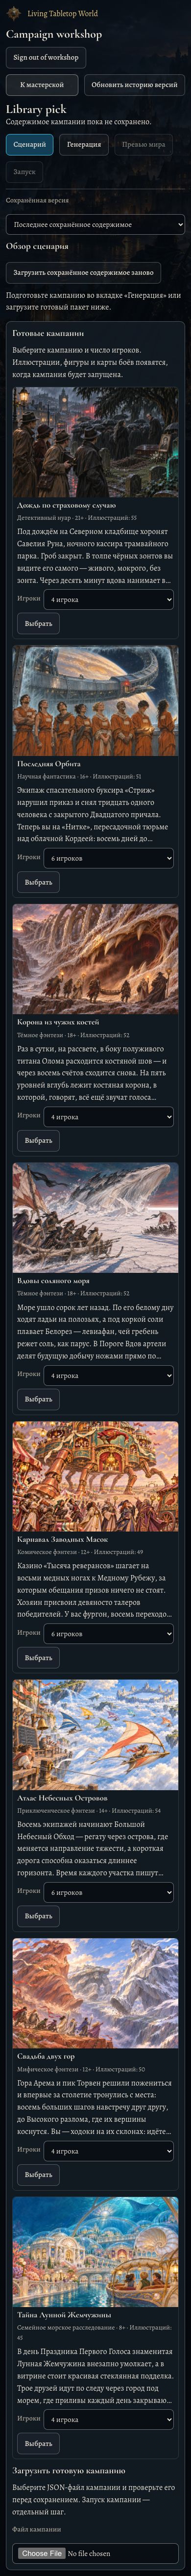 Living Tabletop World
Campaign workshop
Sign out of workshop
К мастерской
Обновить историю версий
Library pick
Содержимое кампании пока не сохранено.
Сценарий
Генерация
Превью мира
Запуск
Сохранённая версия
Последнее сохранённое содержимое
Обзор сценария
Загрузить сохранённое содержимое заново
Подготовьте кампанию во вкладке «Генерация» или
загрузите готовый пакет ниже.
Готовые кампании
Выберите кампанию и число игроков.
Иллюстрации, фигуры и карты боёв появятся,
когда кампания будет запущена.
Дождь по страховому случаю
Детективный нуар · 21+ · Иллюстраций: 55
Под дождём на Северном кладбище хоронят
Савелия Руна, ночного кассира трамвайного
парка. Гроб закрыт. В толпе чёрных зонтов вы
видите его самого — живого, мокрого, без
зонта. Через десять минут вдова нанимает в…
Игроки
4 игрока
Выбрать
Последняя Орбита
Научная фантастика · 16+ · Иллюстраций: 51
Экипаж спасательного буксира «Стриж»
нарушил приказ и снял тридцать одного
человека с закрытого Двадцатого причала.
Теперь вы на «Нитке», пересадочной тюрьме
над облачной Кордеей: восемь дней до…
Игроки
6 игроков
Выбрать
Корона из чужих костей
Тёмное фэнтези · 18+ · Иллюстраций: 52
Раз в сутки, на рассвете, в боку полуживого
титана Олома расходится костяной шов — и
через восемь счётов сходится снова. На пять
уровней вглубь лежит костяная корона, в
которой, говорят, всё ещё звучат голоса…
Игроки
4 игрока
Выбрать
Вдовы соляного моря
Тёмное фэнтези · 18+ · Иллюстраций: 52
Море ушло сорок лет назад. По его белому дну
ходят ладьи на полозьях, а под коркой соли
плавает Белорез — левиафан, чей гребень
режет соль, как парус. В Пороге Вдов артели
делят будущую добычу ножами прямо по…
Игроки
4 игрока
Выбрать
Карнавал Заводных Масок
Комическое фэнтези · 12+ · Иллюстраций: 49
Казино «Тысяча реверансов» шагает на
восьми медных ногах к Медному Рубежу, за
которым обещания призов ничего не стоят.
Хозяин присвоил девяносто талеров
победителей. У вас фургон, восемь переходо…
Игроки
6 игроков
Выбрать
Атлас Небесных Островов
Приключенческое фэнтези · 14+ · Иллюстраций: 54
Восемь экипажей начинают Большой
Небесный Обход — регату через острова, где
меняется направление тяжести, а короткая
дорога способна оказаться длиннее
горизонта. Время каждого участка пишут…
Игроки
6 игроков
Выбрать
Свадьба двух гор
Мифическое фэнтези · 12+ · Иллюстраций: 50
Гора Арема и пик Торвен решили пожениться
и впервые за столетие тронулись с места:
восемь больших шагов навстречу друг другу,
до Высокого разлома, где их вершины
коснутся. Вы — ходоки на их склонах: идёте…
Игроки
4 игрока
Выбрать
Тайна Лунной Жемчужины
Семейное морское расследование · 8+ · Иллюстраций:
45
В день Праздника Первого Голоса знаменитая
Лунная Жемчужина внезапно умолкает, а в
витрине стоит красивая стеклянная подделка.
Трое друзей идут по следу через город под
морем, где приливы каждый день закрываю…
Игроки
4 игрока
Выбрать
Загрузить готовую кампанию
Выберите JSON-файл кампании и проверьте его
перед сохранением. Запуск кампании —
отдельный шаг.
Файл кампании
Choose File No file chosen